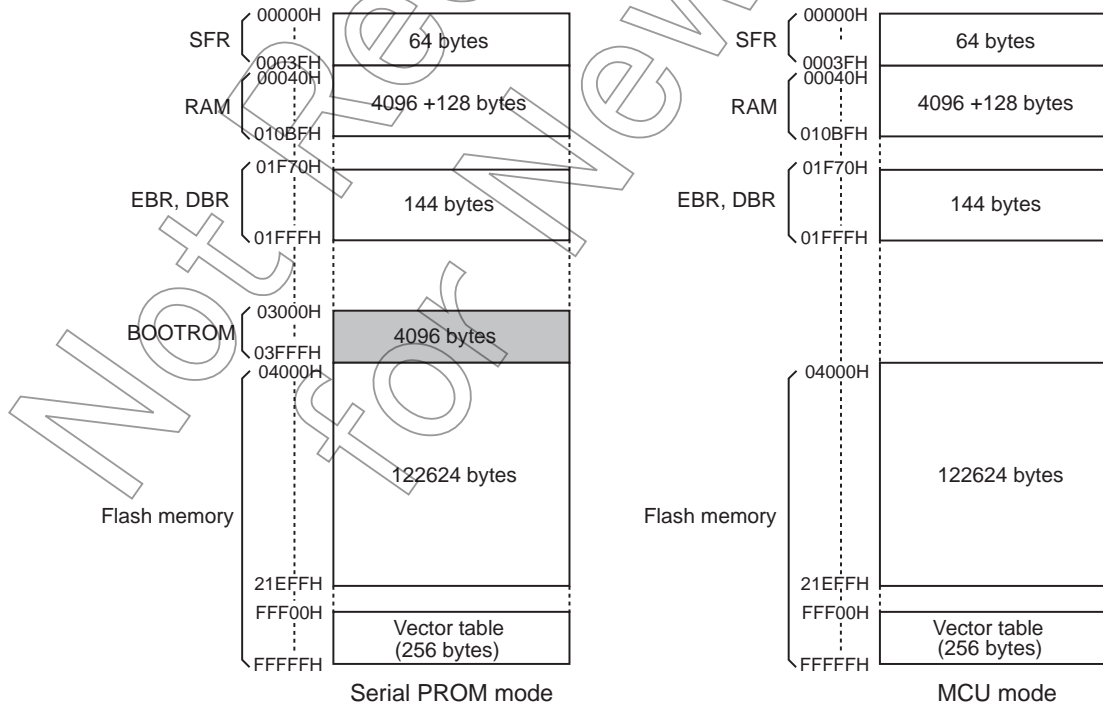 00000H
SFR
64 bytes
0003FH
00040H
RAM
4096 +128 bytes
010BFH
01F70H
EBR, DBR
144 bytes
01FFFH
03000H
BOOTROM
4096 bytes
03FFFH
04000H
122624 bytes
Flash memory
21EFFH
FFF00H
Vector table
(256 bytes)
FFFFFH
Serial PROM mode
00000H
SFR
64 bytes
0003FH
00040H
RAM
4096 +128 bytes
010BFH
01F70H
EBR, DBR
144 bytes
01FFFH
04000H
122624 bytes
Flash memory
21EFFH
FFF00H
Vector table
(256 bytes)
FFFFFH
MCU mode
Not
for